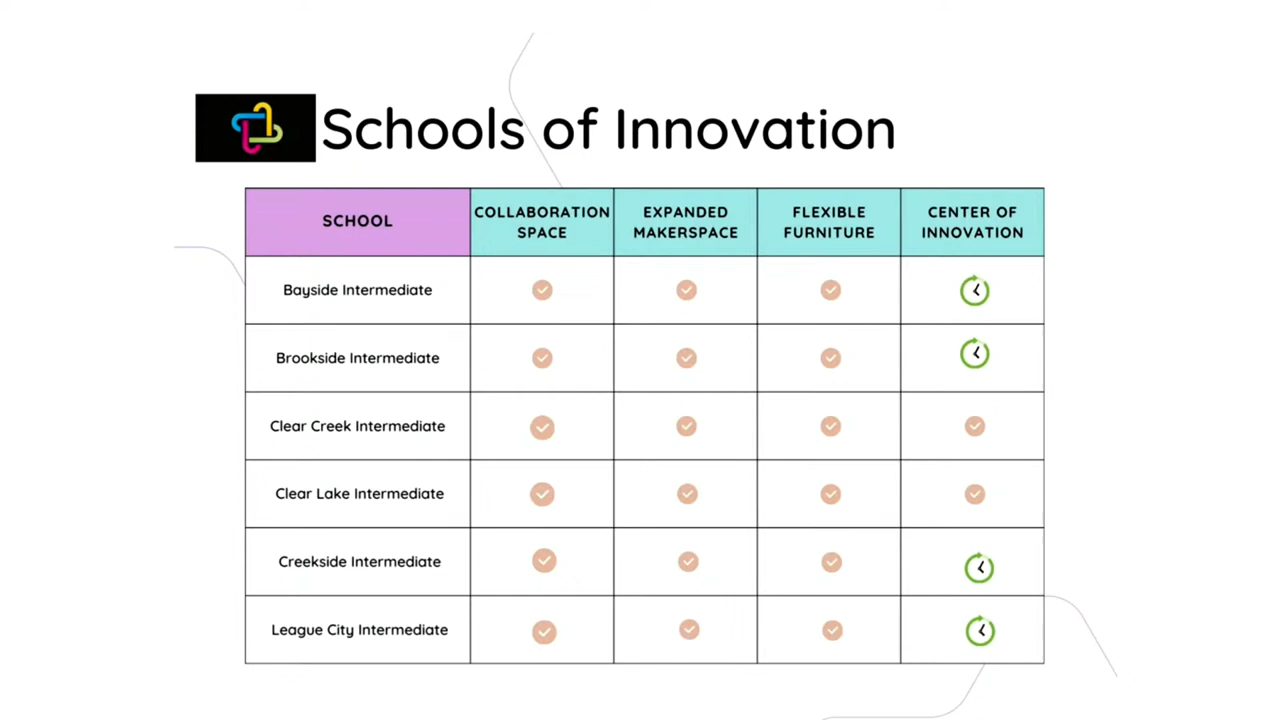 Schools of Innovation
SCHOOL
COLLABORATION
SPACE
EXPANDED
MAKERSPACE
FLEXIBLE
FURNITURE
CENTER OF
INNOVATION
Bayside Intermediate
Brookside Intermediate
Clear Creek Intermediate
Clear Lake Intermediate
Creekside Intermediate
League City Intermediate